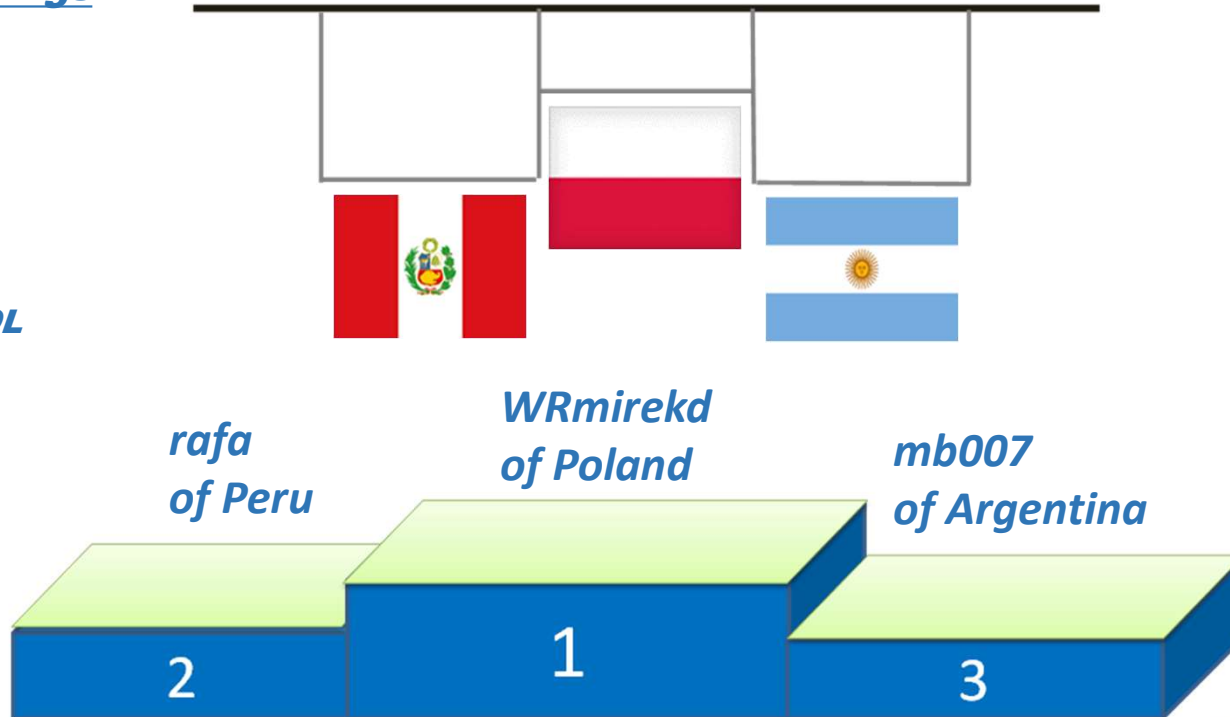 WRmirekd
of Poland
rafa
of Peru
mb007
of Argentina
1
2
3